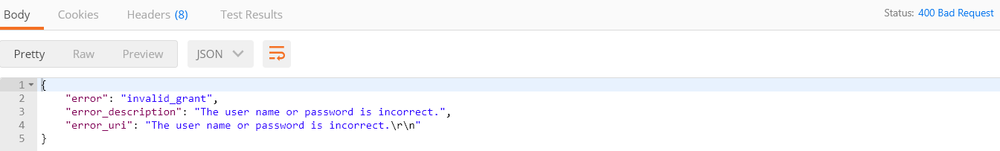 Body Cookies Headers (8) Test Results Status: 400 Bad Request
Pretty Raw Preview JSON
1 {
2 "error": "invalid_grant",
3 "error_description": "The user name or password is incorrect.",
4 "error_uri": "The user name or password is incorrect.\r\n"
5 }